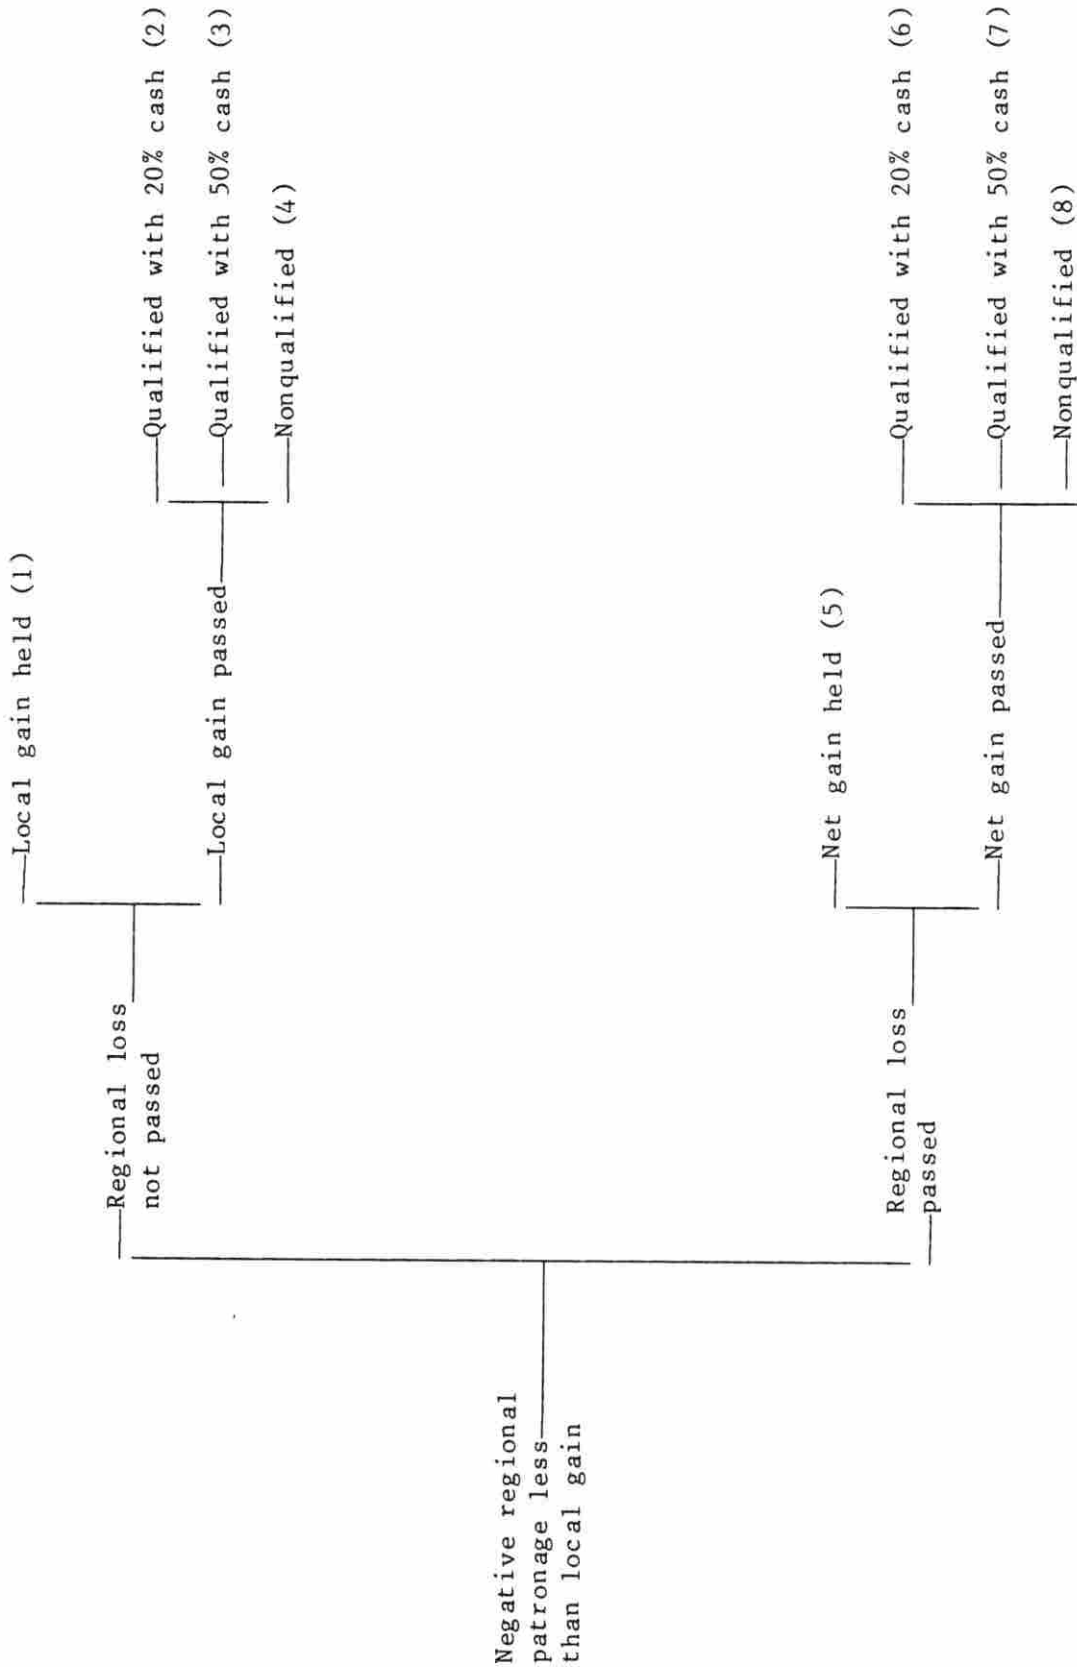 Negative regional
patronage less
than local gain
Regional loss
not passed
Local gain held (1)
Local gain passed
Qualified with 20% cash (2)
Qualified with 50% cash (3)
Nonqualified (4)
Regional loss
passed
Net gain held (5)
Net gain passed
Qualified with 20% cash (6)
Qualified with 50% cash (7)
Nonqualified (8)